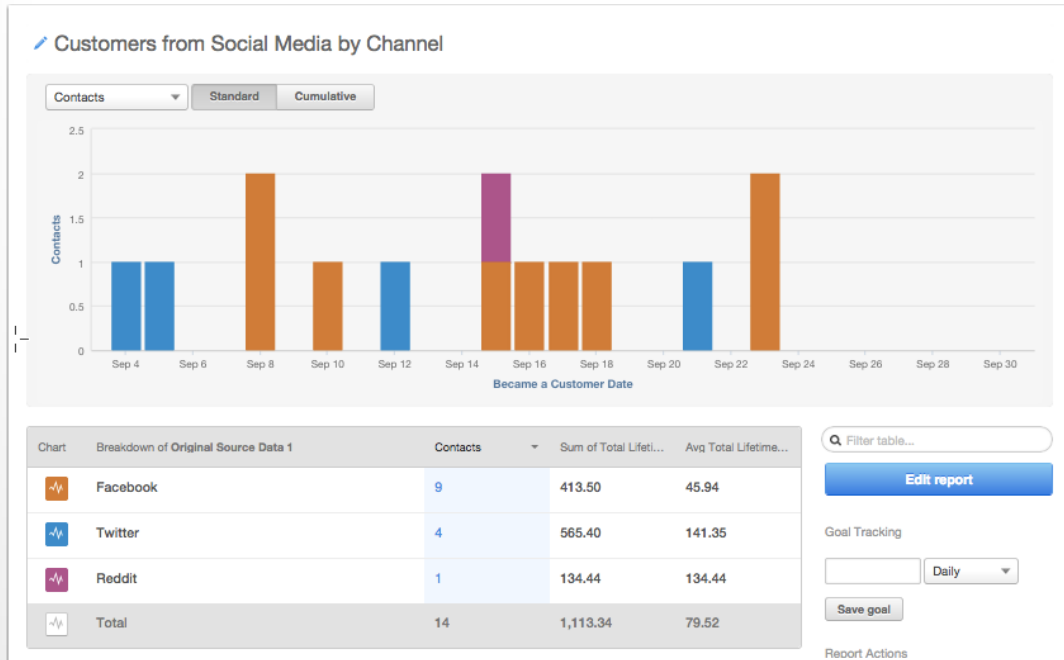 Customers from Social Media by Channel
Contacts Standard Cumulative
2.5
2
1.5
1
0.5
0
Contacts
Sep 4 Sep 6 Sep 8 Sep 10 Sep 12 Sep 14 Sep 16 Sep 18 Sep 20 Sep 22 Sep 24 Sep 26 Sep 28 Sep 30
Became a Customer Date
Chart Breakdown of Original Source Data 1 Contacts Sum of Total Lifeti... Avg Total Lifetime...
Facebook 9 413.50 45.94
Twitter 4 565.40 141.35
Reddit 1 134.44 134.44
Total 14 1,113.34 79.52
Filter table...
Edit report
Goal Tracking
Daily
Save goal
Report Actions